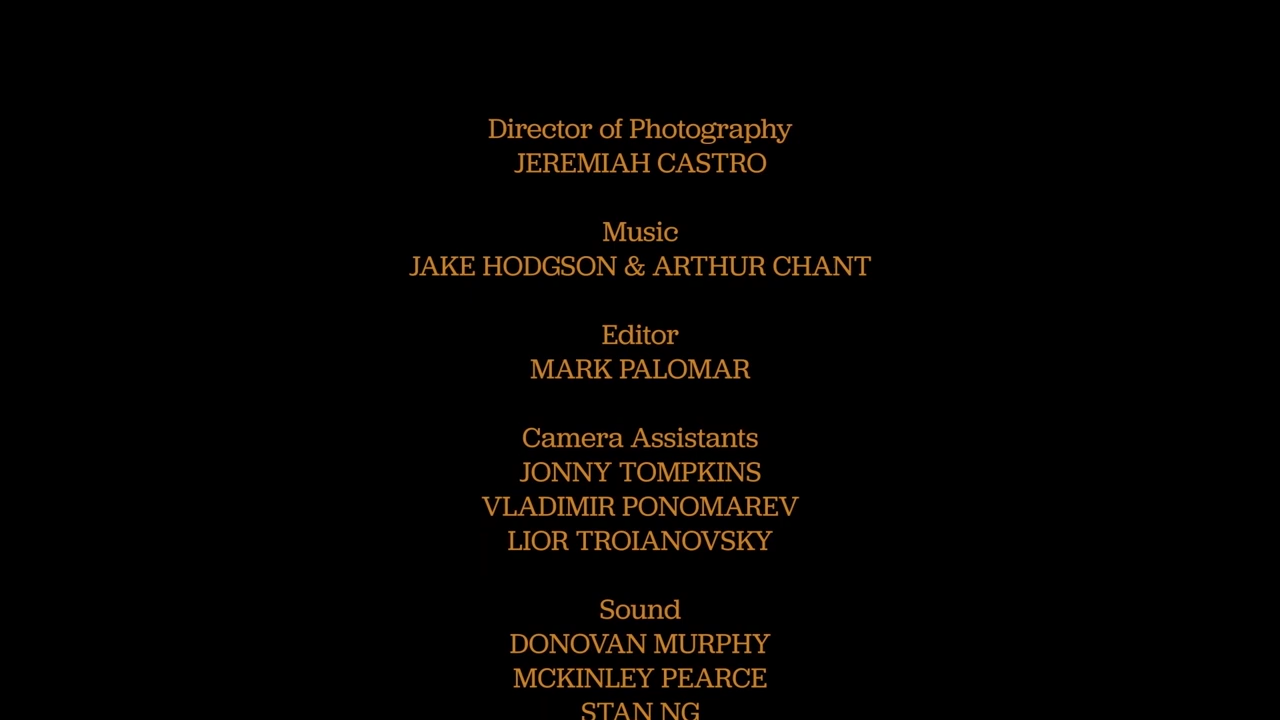 Director of Photography
JEREMIAH CASTRO
Music
JAKE HODGSON & ARTHUR CHANT
Editor
MARK PALOMAR
Camera Assistants
JONNY TOMPKINS
VLADIMIR PONOMAREV
LIOR TROIANOVSKY
Sound
DONOVAN MURPHY
MCKINLEY PEARCE
STAN NG